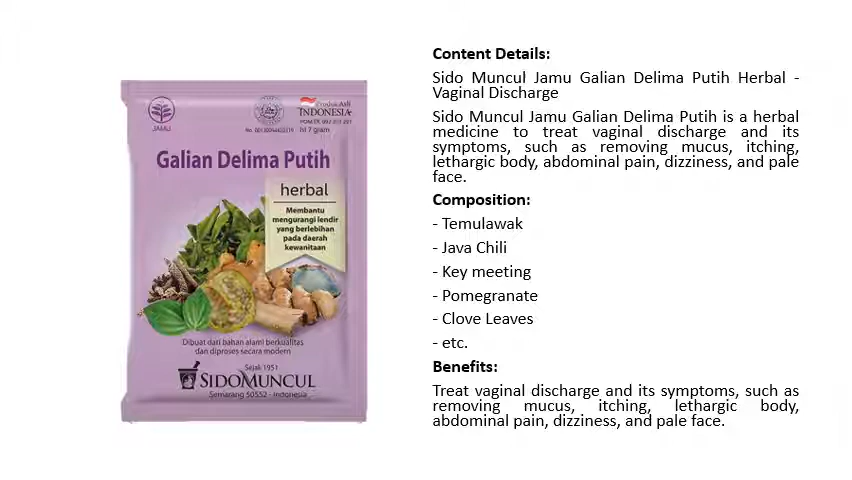 JAMU
Produk Asli
INDONESIA
Isi 7 gram
Galian Delima Putih
herbal
Membantu
mengurangi lendir
yang berlebihan
pada daerah
kewanitaan
Dibuat dari bahan alami berkualitas
dan diproses secara modern
Sejak 1951
SIDOMUNCUL
Semarang 50552 - Indonesia
Content Details:
Sido Muncul Jamu Galian Delima Putih Herbal -
Vaginal Discharge
Sido Muncul Jamu Galian Delima Putih is a herbal
medicine to treat vaginal discharge and its
symptoms, such as removing mucus, itching,
lethargic body, abdominal pain, dizziness, and pale
face.
Composition:
- Temulawak
- Java Chili
- Key meeting
- Pomegranate
- Clove Leaves
- etc.
Benefits:
Treat vaginal discharge and its symptoms, such as
removing mucus, itching, lethargic body,
abdominal pain, dizziness, and pale face.